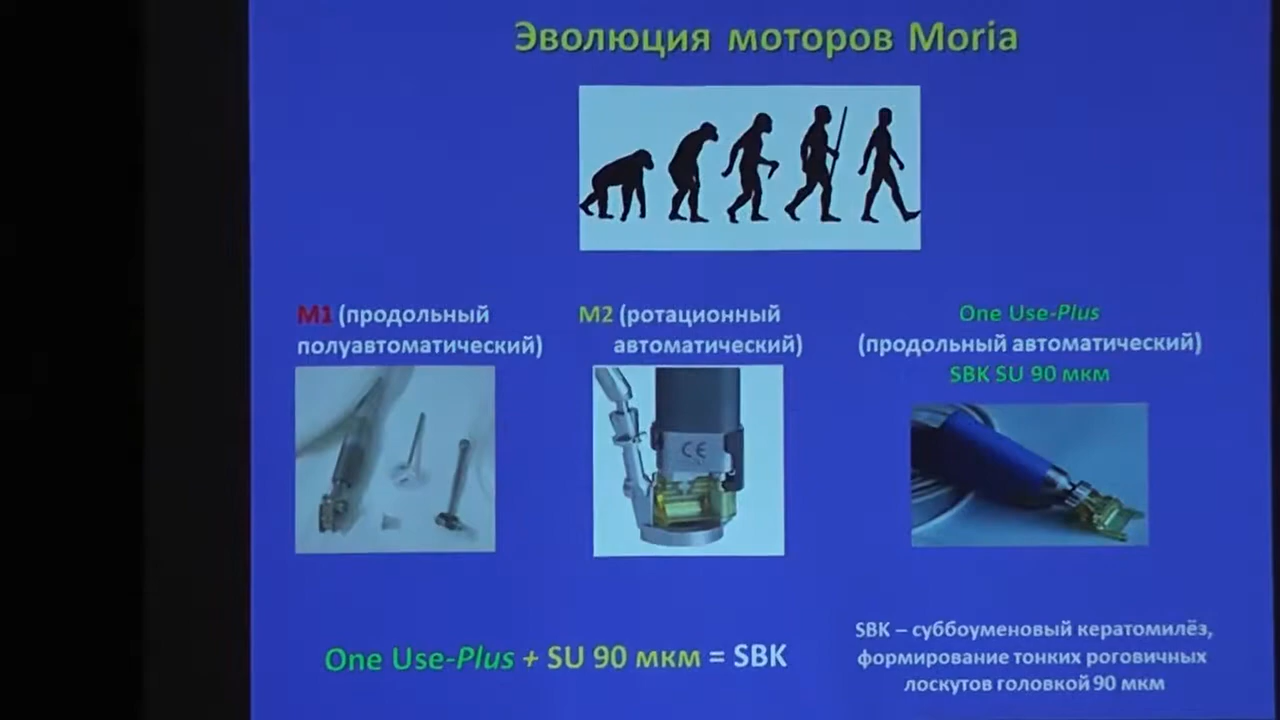 Эволюция моторов Moria
M1 (продольный
полуавтоматический)
M2 (ротационный
автоматический)
One Use-Plus
(продольный автоматический)
SBK SU 90 мкм
CE
One Use-Plus + SU 90 мкм = SBK
SBK – суббоуменовый кератомилёз,
формирование тонких роговичных
лоскутов головкой 90 мкм